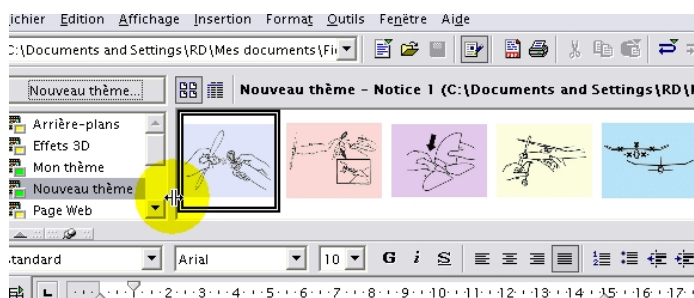 ichier Edition Affichage Insertion Format Outils Fenêtre Aide
C:\Documents and Settings\RD\Mes documents\Fi
Nouveau thème... Nouveau thème - Notice 1 (C:\Documents and Settings\RD\
Arrière-plans
Effets 3D
Mon thème
Nouveau thème
Page Web
Standard Arial 10 G i S
L 1 2 3 4 5 6 7 8 9 10 11 12 13 14 15 16 17